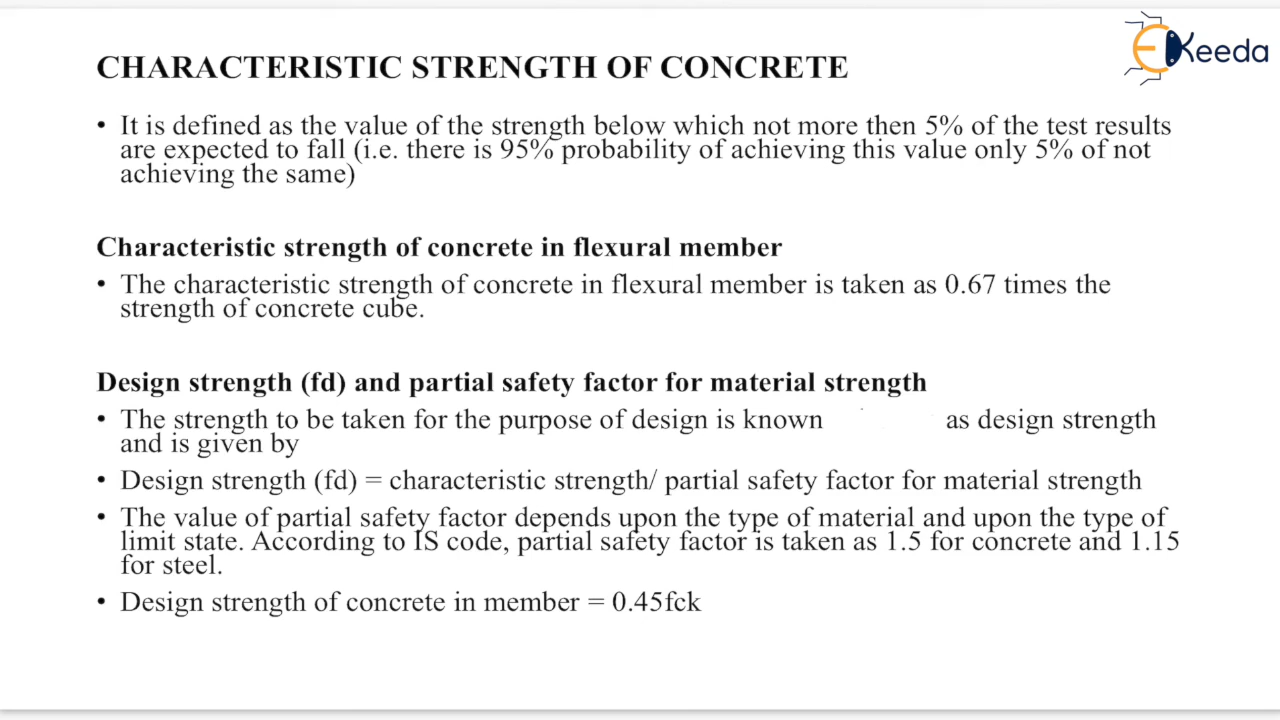 EKeeda
CHARACTERISTIC STRENGTH OF CONCRETE
• It is defined as the value of the strength below which not more then 5% of the test results
are expected to fall (i.e. there is 95% probability of achieving this value only 5% of not
achieving the same)
Characteristic strength of concrete in flexural member
• The characteristic strength of concrete in flexural member is taken as 0.67 times the
strength of concrete cube.
Design strength (fd) and partial safety factor for material strength
• The strength to be taken for the purpose of design is known as design strength
and is given by
• Design strength (fd) = characteristic strength/ partial safety factor for material strength
• The value of partial safety factor depends upon the type of material and upon the type of
limit state. According to IS code, partial safety factor is taken as 1.5 for concrete and 1.15
for steel.
• Design strength of concrete in member = 0.45fck